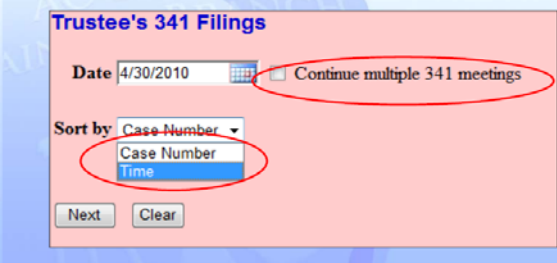 Trustee's 341 Filings
Date 4/30/2010 Continue multiple 341 meetings
Sort by Case Number
Case Number
Time
Next Clear